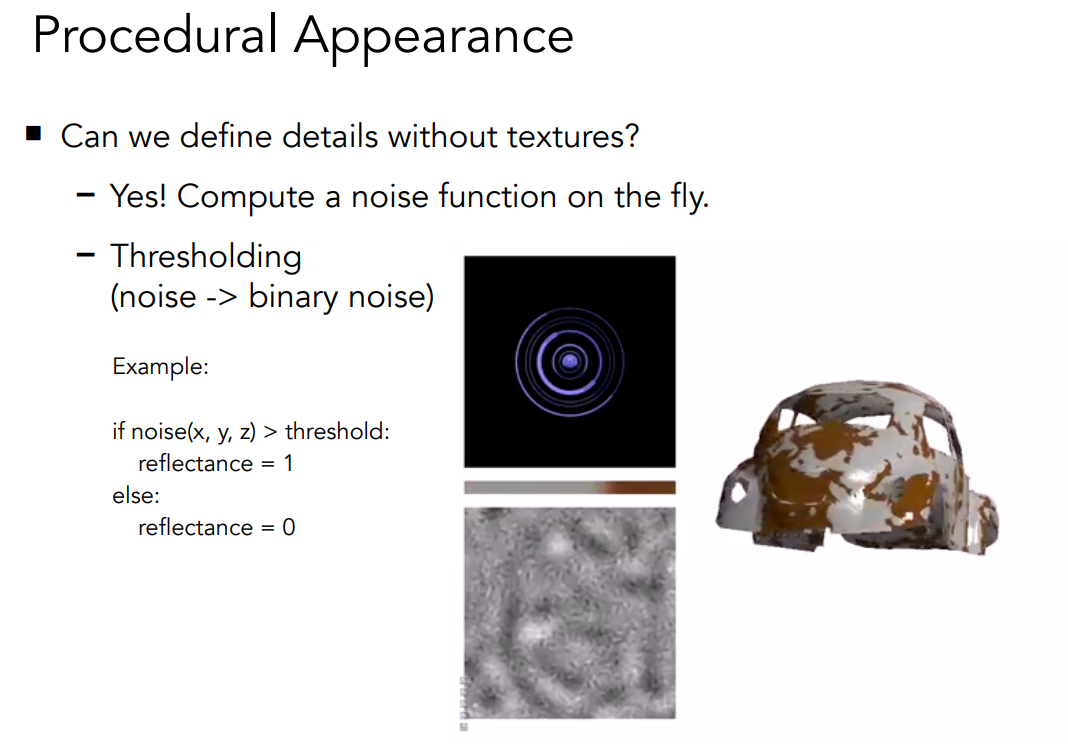 Procedural Appearance
■ Can we define details without textures?
– Yes! Compute a noise function on the fly.
– Thresholding
(noise -> binary noise)
Example:
if noise(x, y, z) > threshold:
reflectance = 1
else:
reflectance = 0